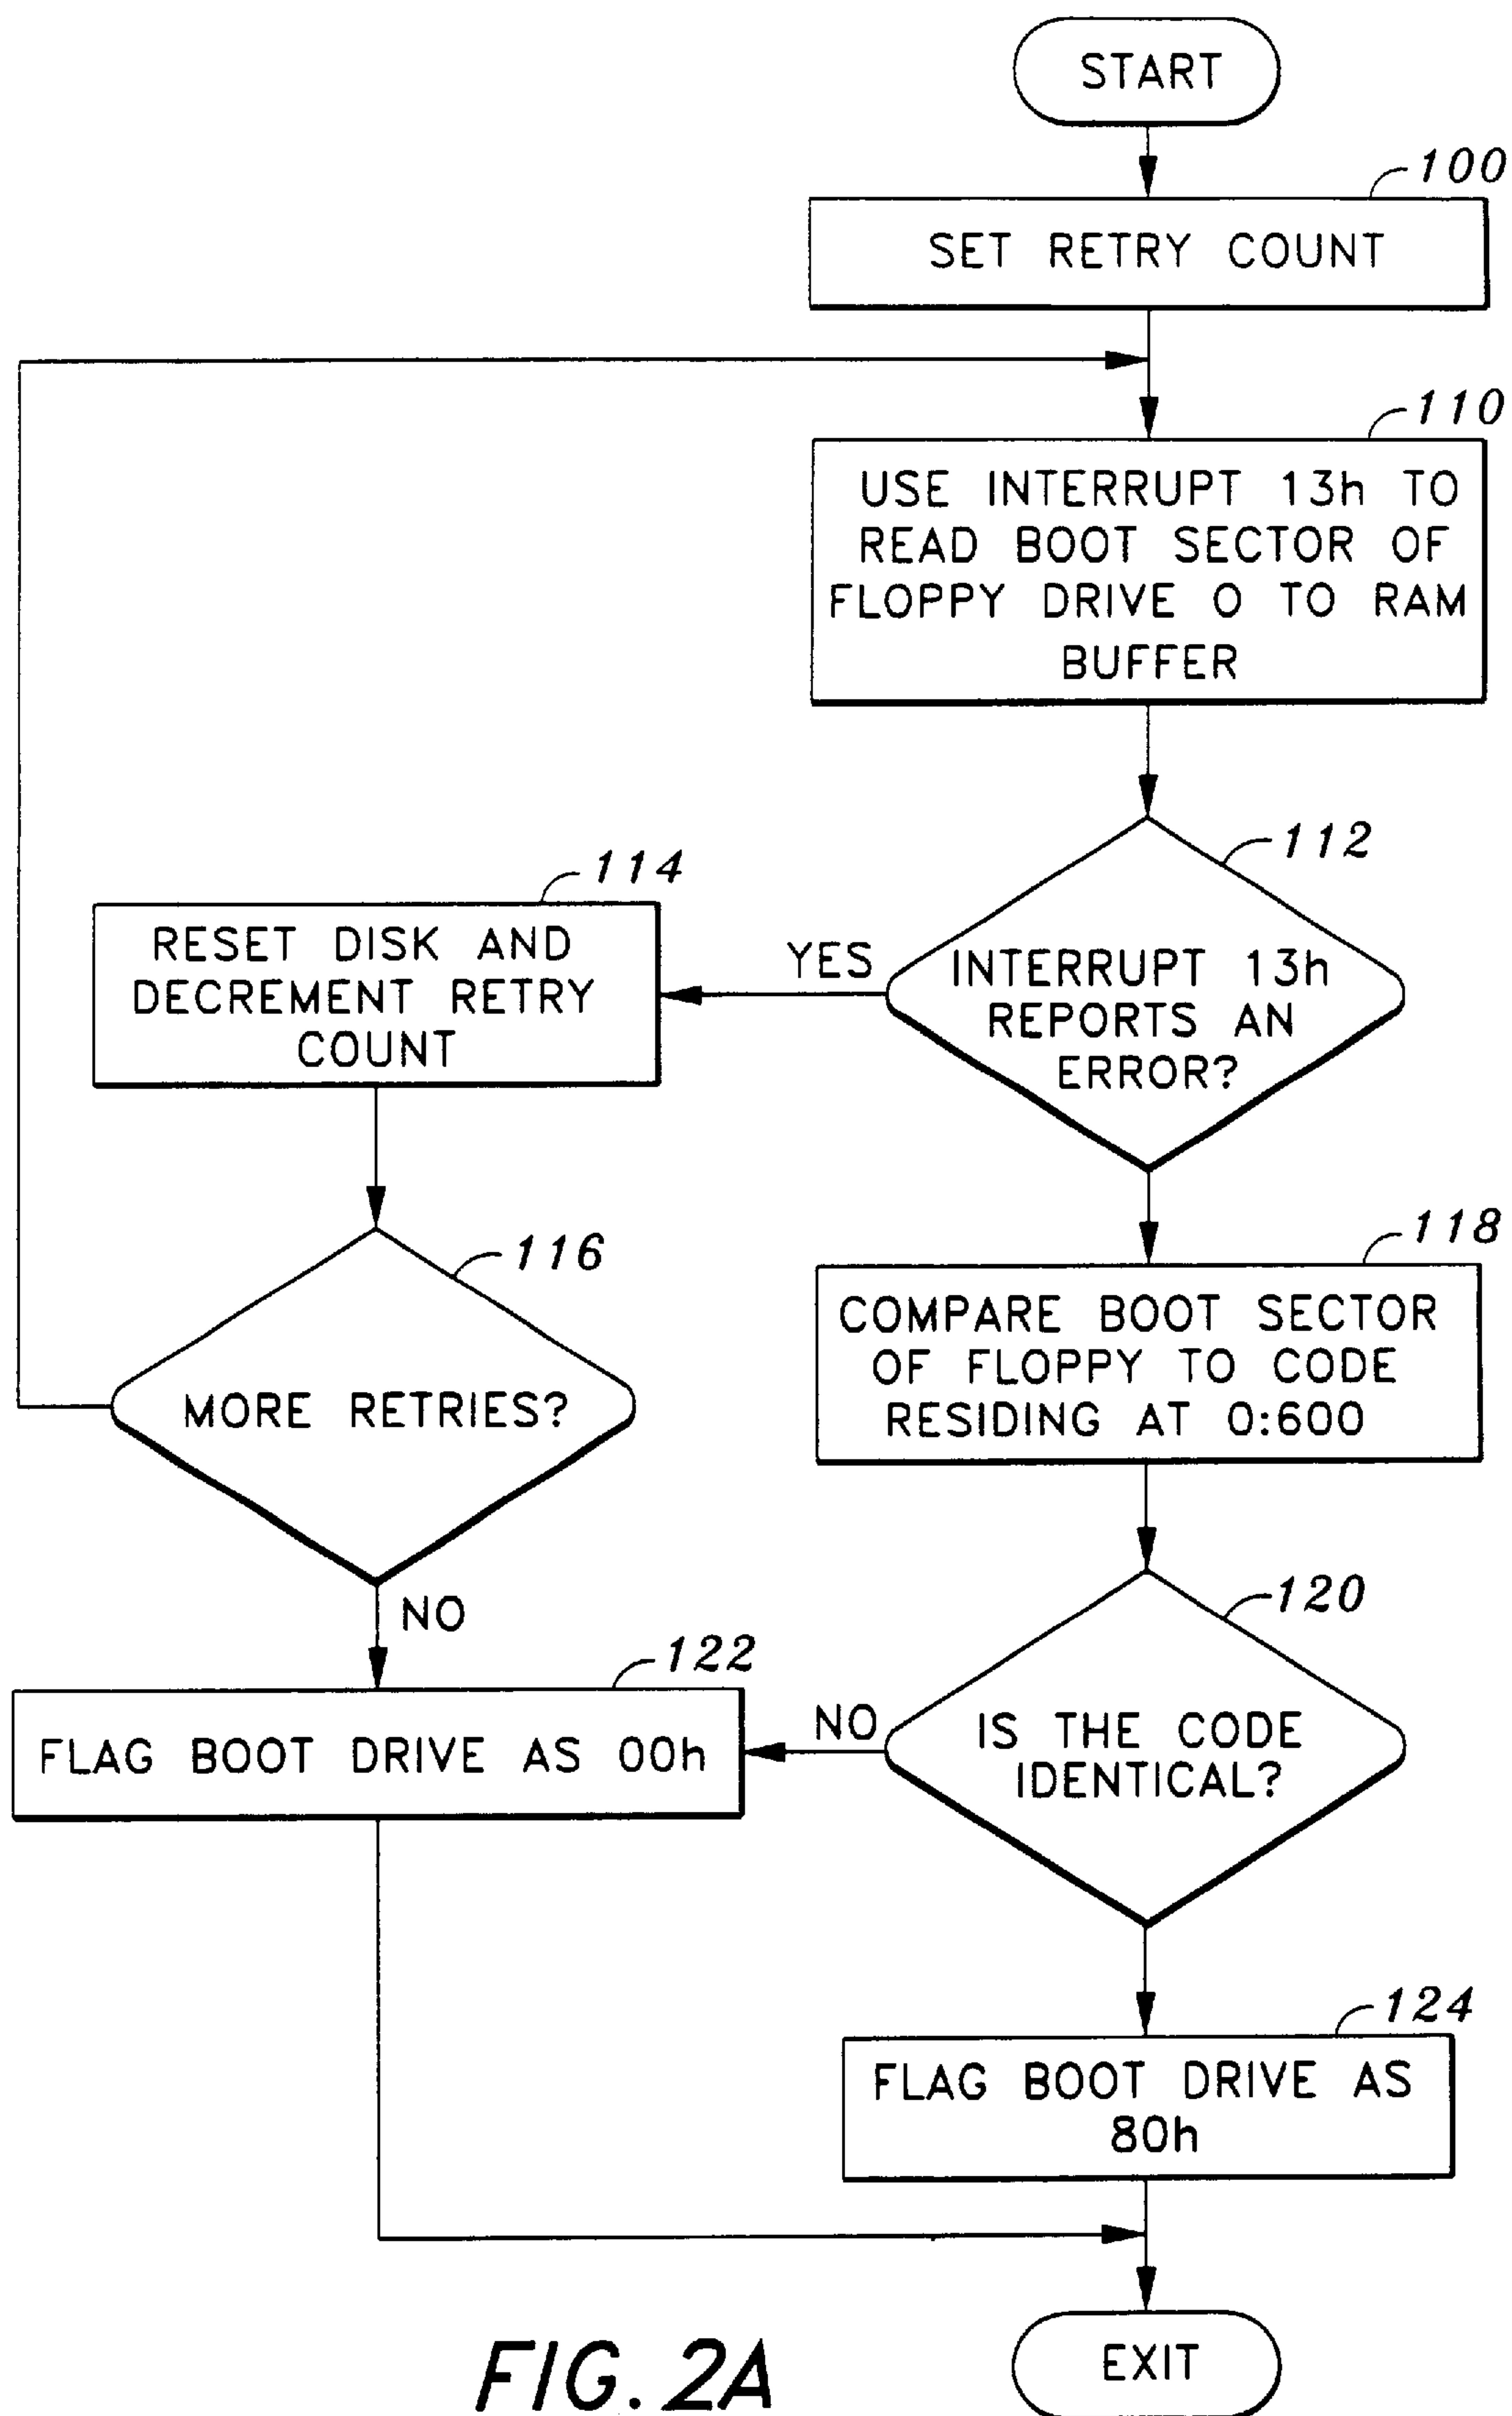 START
100
SET RETRY COUNT
110
USE INTERRUPT 13h TO
READ BOOT SECTOR OF
FLOPPY DRIVE 0 TO RAM
BUFFER
112
INTERRUPT 13h
REPORTS AN
ERROR?
YES
114
RESET DISK AND
DECREMENT RETRY
COUNT
116
MORE RETRIES?
NO
118
COMPARE BOOT SECTOR
OF FLOPPY TO CODE
RESIDING AT 0:600
120
IS THE CODE
IDENTICAL?
NO
122
FLAG BOOT DRIVE AS 00h
124
FLAG BOOT DRIVE AS
80h
EXIT
FIG. 2A